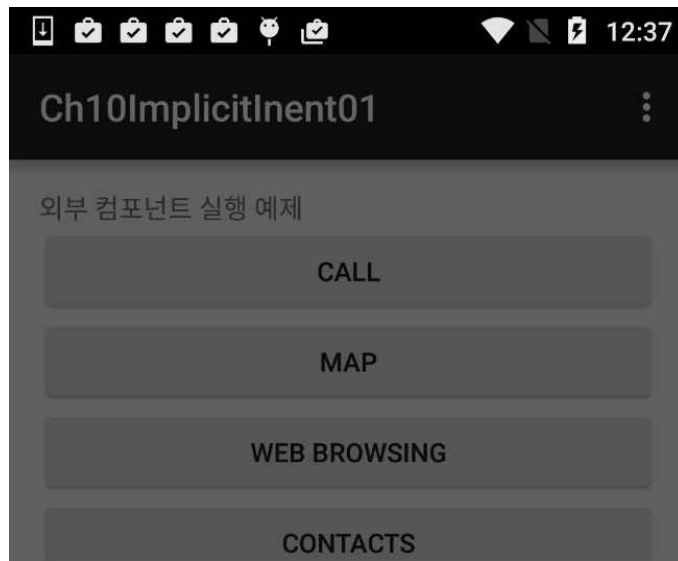 12:37
Ch10ImplicitInent01
외부 컴포넌트 실행 예제
CALL
MAP
WEB BROWSING
CONTACTS